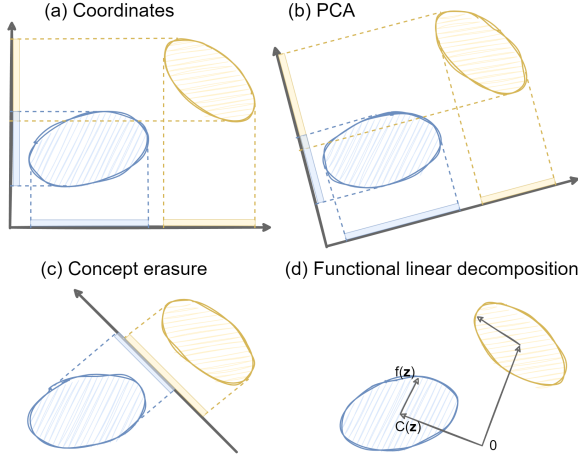 (a) Coordinates
(b) PCA
(c) Concept erasure
(d) Functional linear decomposition
f(z)
C(z)
0